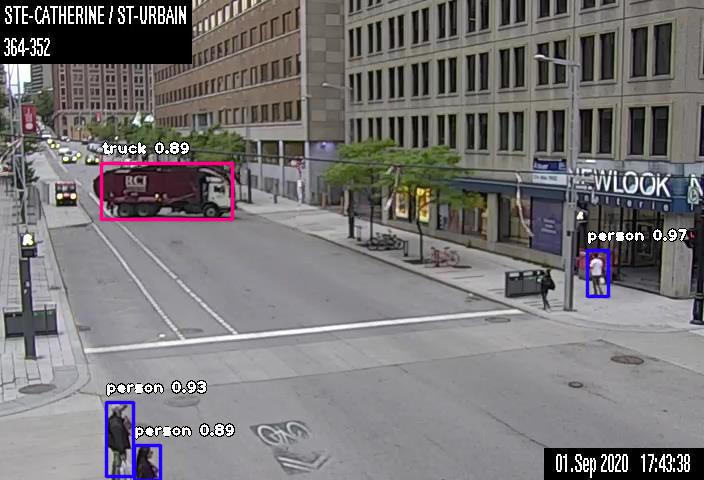 STE-CATHERINE / ST-URBAIN
364-352
truck 0.89
RCI
NEWLOOK N
person 0.97
person 0.93
person 0.89
01.Sep 2020 17:43:38